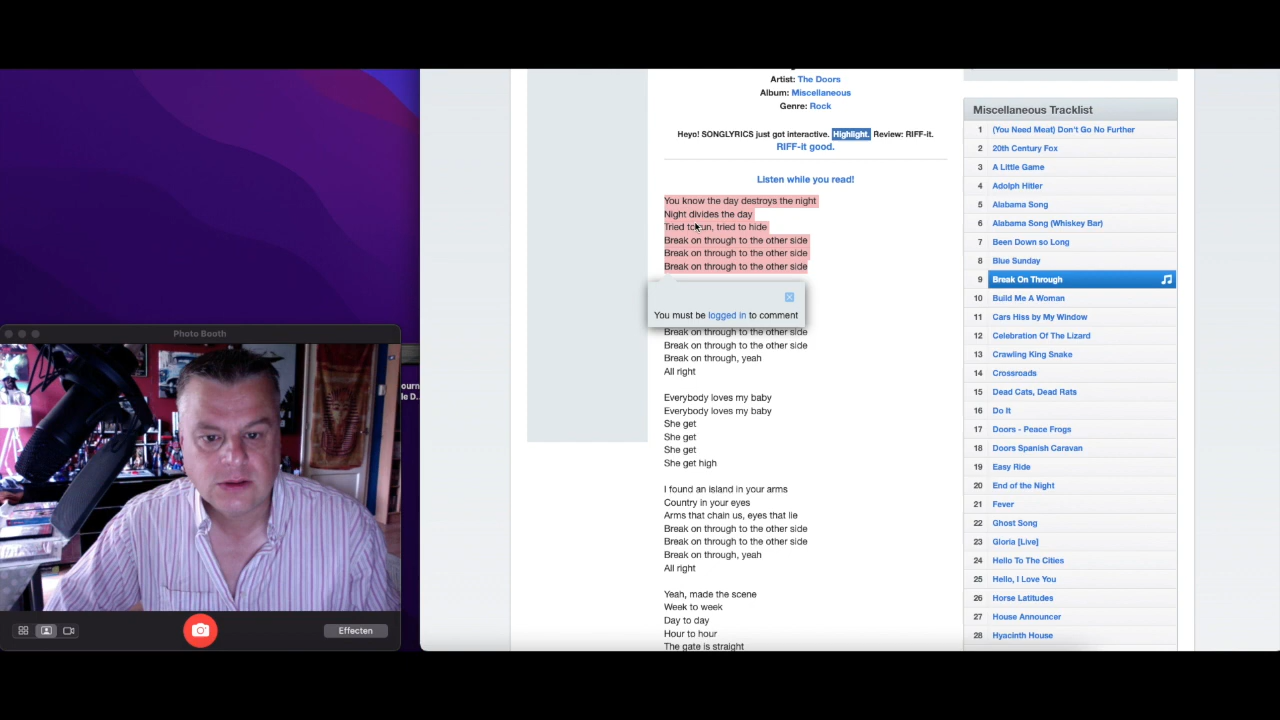 Artist: The Doors
Album: Miscellaneous
Genre: Rock
Heyo! SONGLYRICS just got interactive. Highlight. Review: RIFF-it.
RIFF-it good.
Listen while you read!
You know the day destroys the night
Night divides the day
Tried to run, tried to hide
Break on through to the other side
Break on through to the other side
Break on through to the other side
You must be logged in to comment
Break on through to the other side
Break on through to the other side
Break on through, yeah
All right
Everybody loves my baby
Everybody loves my baby
She get
She get
She get
She get high
I found an island in your arms
Country in your eyes
Arms that chain us, eyes that lie
Break on through to the other side
Break on through to the other side
Break on through, yeah
All right
Yeah, made the scene
Week to week
Day to day
Hour to hour
The gate is straight
Miscellaneous Tracklist
1 (You Need Meat) Don't Go No Further
2 20th Century Fox
3 A Little Game
4 Adolph Hitler
5 Alabama Song
6 Alabama Song (Whiskey Bar)
7 Been Down so Long
8 Blue Sunday
9 Break On Through
10 Build Me A Woman
11 Cars Hiss by My Window
12 Celebration Of The Lizard
13 Crawling King Snake
14 Crossroads
15 Dead Cats, Dead Rats
16 Do It
17 Doors - Peace Frogs
18 Doors Spanish Caravan
19 Easy Ride
20 End of the Night
21 Fever
22 Ghost Song
23 Gloria [Live]
24 Hello To The Cities
25 Hello, I Love You
26 Horse Latitudes
27 House Announcer
28 Hyacinth House
Photo Booth
Effecten